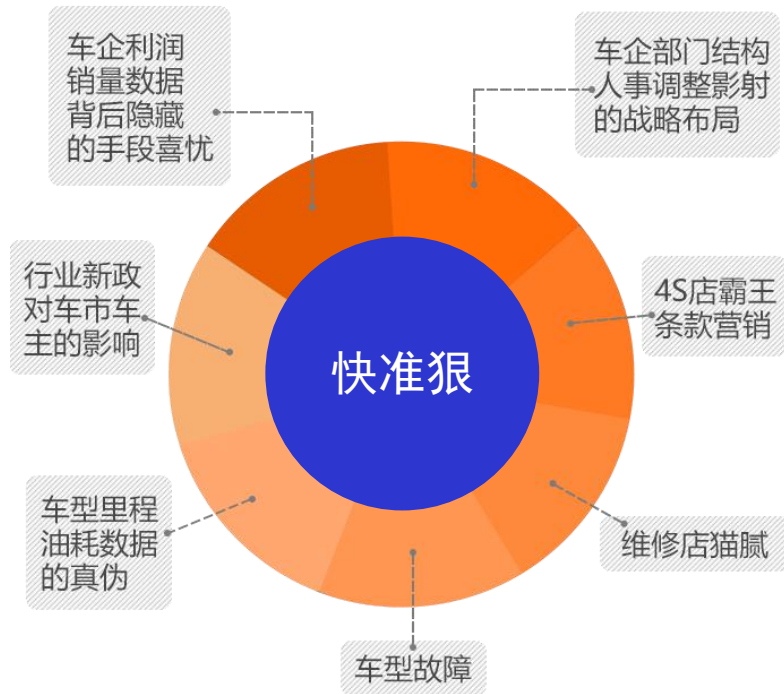 车企利润
销量数据
背后隐藏
的手段喜忧
车企部门结构
人事调整影射
的战略布局
行业新政
对车市车
主的影响
4S店霸王
条款营销
快准狠
车型里程
油耗数据
的真伪
维修店猫腻
车型故障